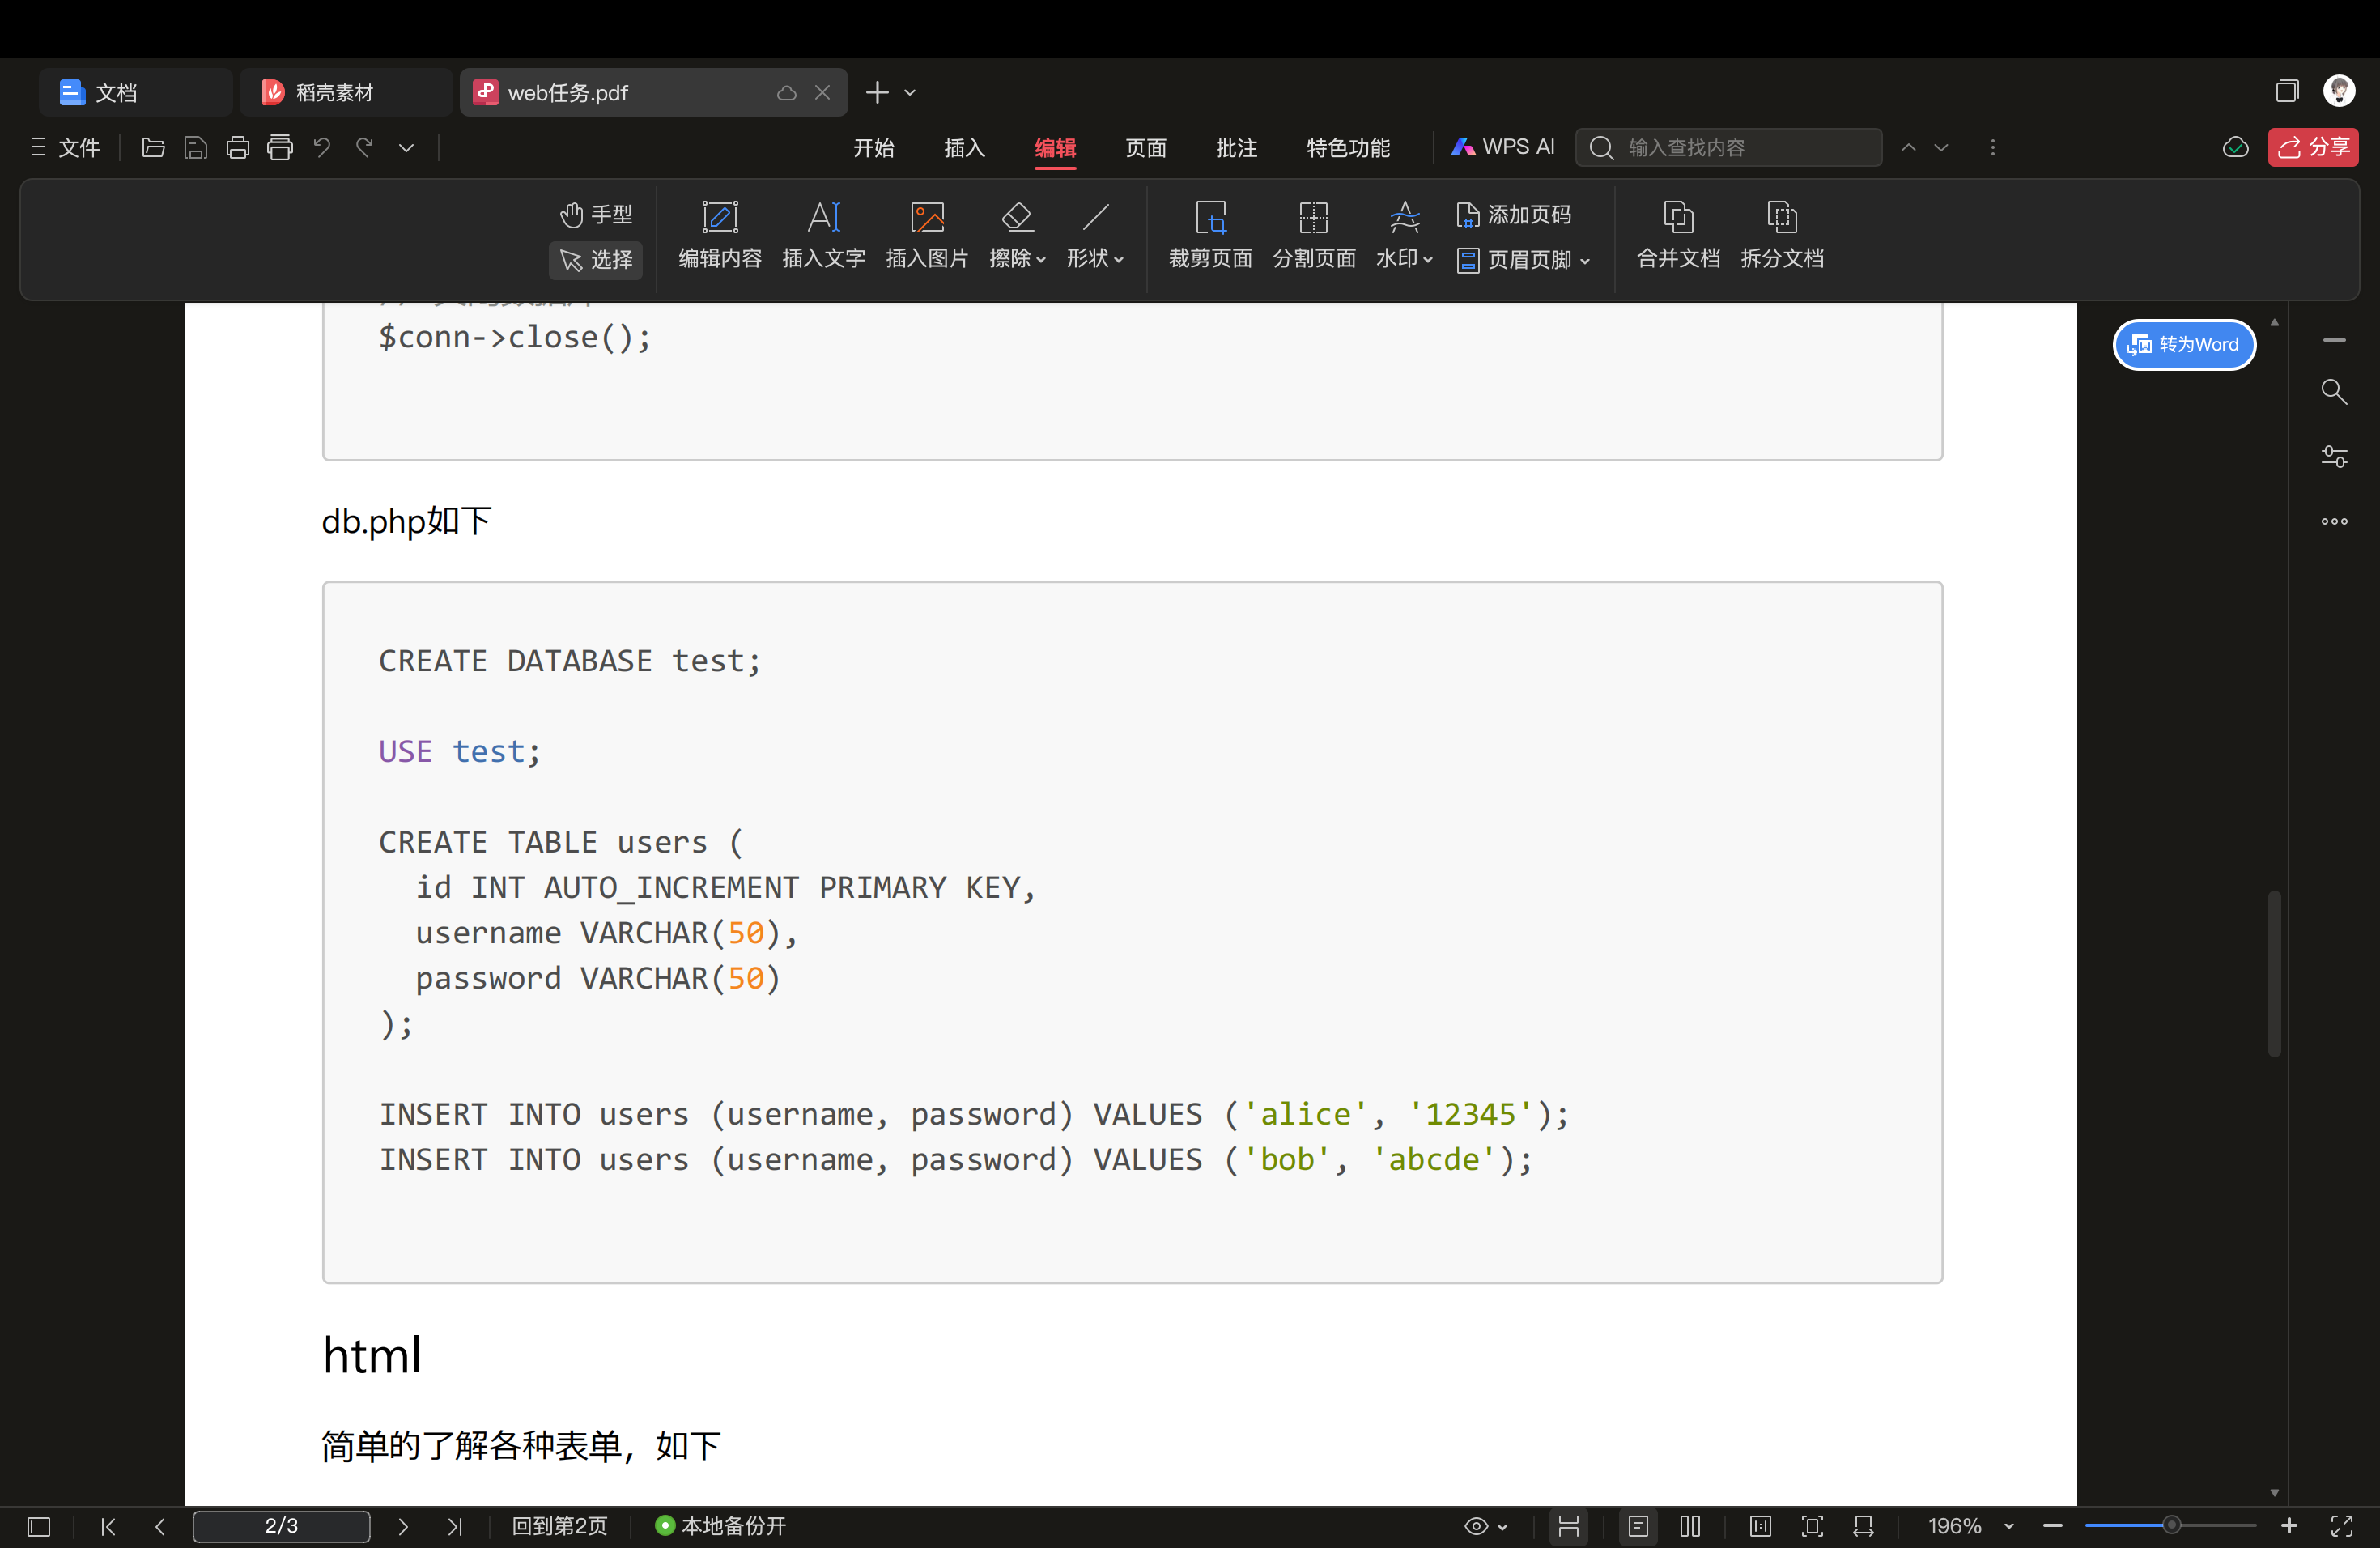 文档
稻壳素材
web任务.pdf
文件
开始
插入
编辑
页面
批注
特色功能
WPS AI
输入查找内容
分享
手型
选择
编辑内容
插入文字
插入图片
擦除
形状
裁剪页面
分割页面
水印
添加页码
页眉页脚
合并文档
拆分文档
转为Word
$conn->close();
db.php如下
CREATE DATABASE test;
USE test;
CREATE TABLE users (
  id INT AUTO_INCREMENT PRIMARY KEY,
  username VARCHAR(50),
  password VARCHAR(50)
);
INSERT INTO users (username, password) VALUES ('alice', '12345');
INSERT INTO users (username, password) VALUES ('bob', 'abcde');
html
简单的了解各种表单，如下
2/3
回到第2页
本地备份开
196%